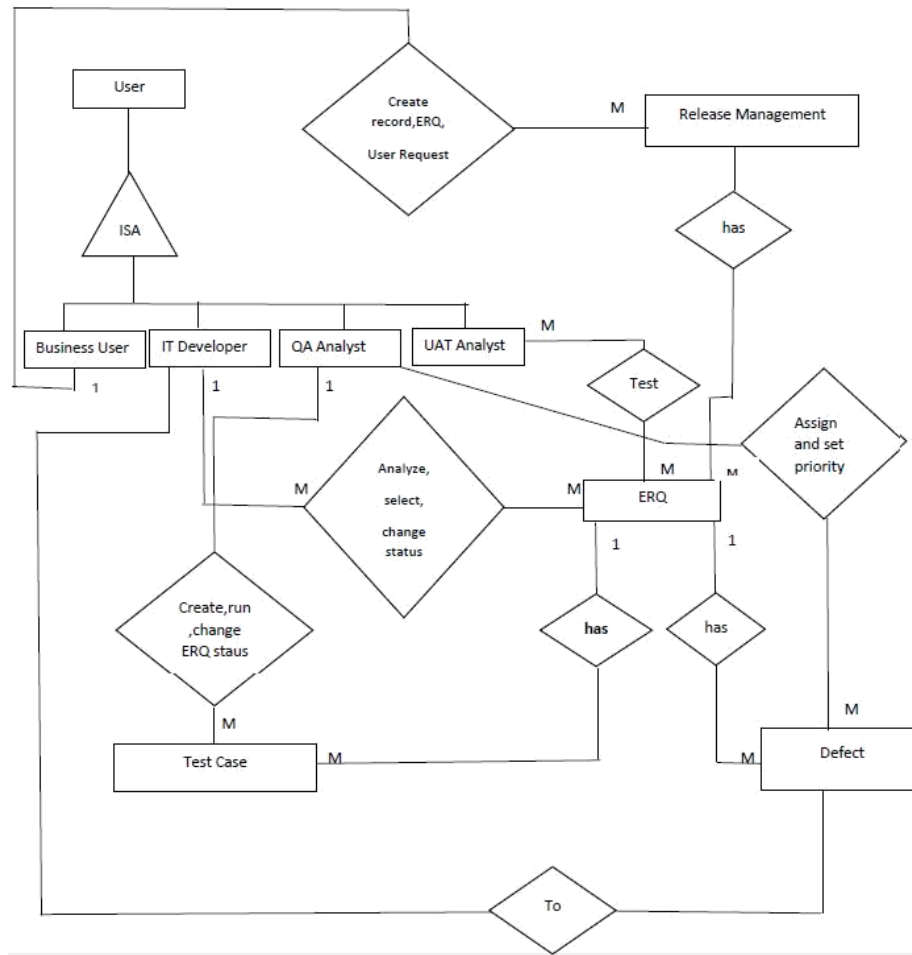 User
Create
record,ERQ,
User Request
M
Release Management
ISA
has
Business User
IT Developer
QA Analyst
UAT Analyst
M
1
1
1
Test
Assign
and set
priority
Analyze,
select,
change
status
M
M
M
M
ERQ
1
1
Create,run
,change
ERQ staus
has
has
M
M
Test Case
M
M
Defect
To